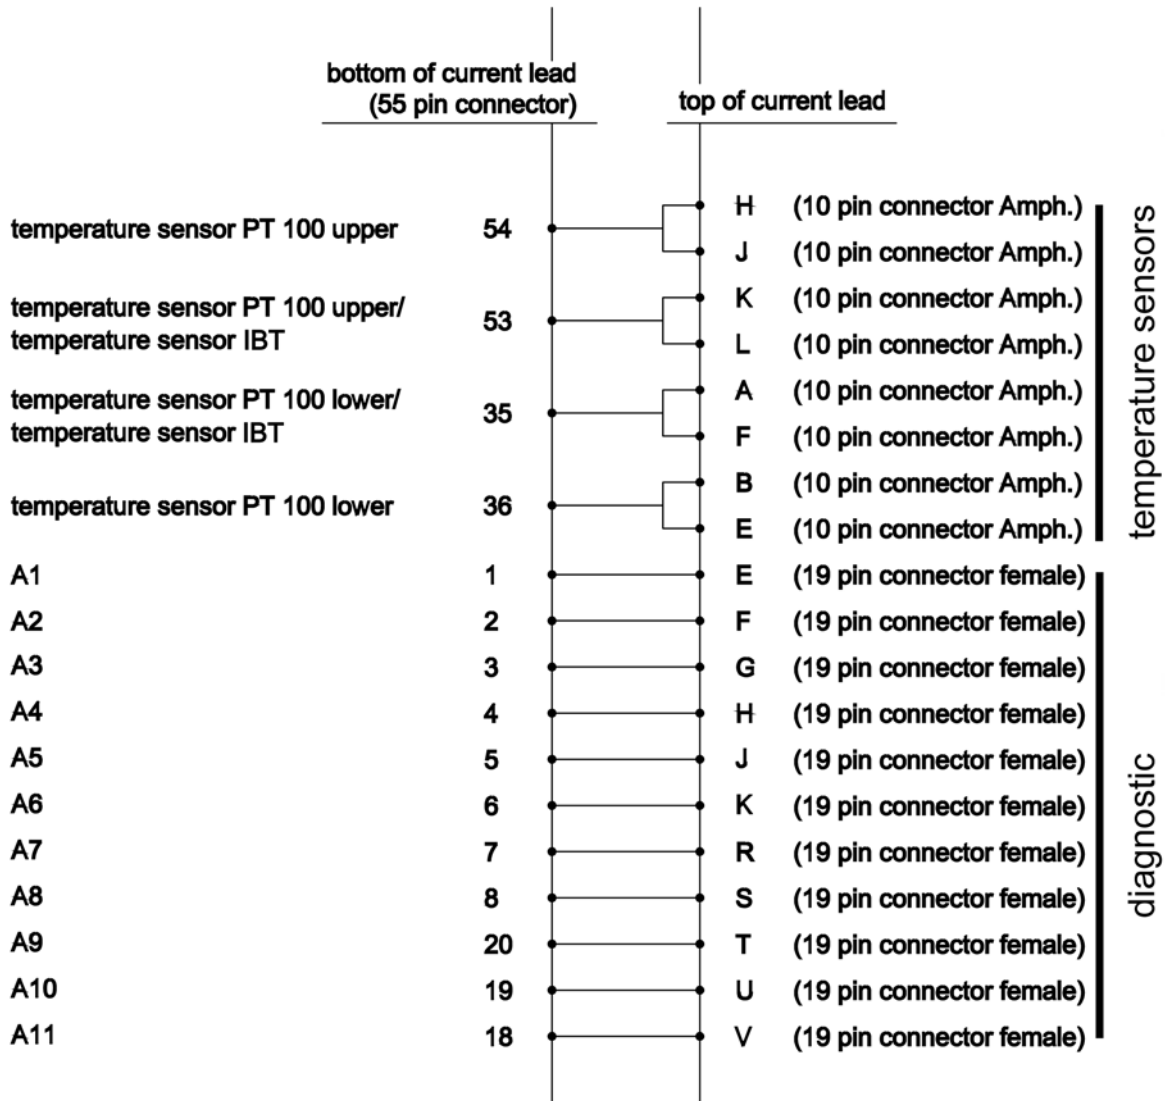 bottom of current lead
(55 pin connector)
top of current lead
temperature sensor PT 100 upper 54 H (10 pin connector Amph.)
J (10 pin connector Amph.)
temperature sensor PT 100 upper/
temperature sensor IBT 53 K (10 pin connector Amph.)
L (10 pin connector Amph.)
temperature sensor PT 100 lower/
temperature sensor IBT 35 A (10 pin connector Amph.)
F (10 pin connector Amph.)
temperature sensor PT 100 lower 36 B (10 pin connector Amph.)
E (10 pin connector Amph.)
temperature sensors
A1 1 E (19 pin connector female)
A2 2 F (19 pin connector female)
A3 3 G (19 pin connector female)
A4 4 H (19 pin connector female)
A5 5 J (19 pin connector female)
A6 6 K (19 pin connector female)
A7 7 R (19 pin connector female)
A8 8 S (19 pin connector female)
A9 20 T (19 pin connector female)
A10 19 U (19 pin connector female)
A11 18 V (19 pin connector female)
diagnostic